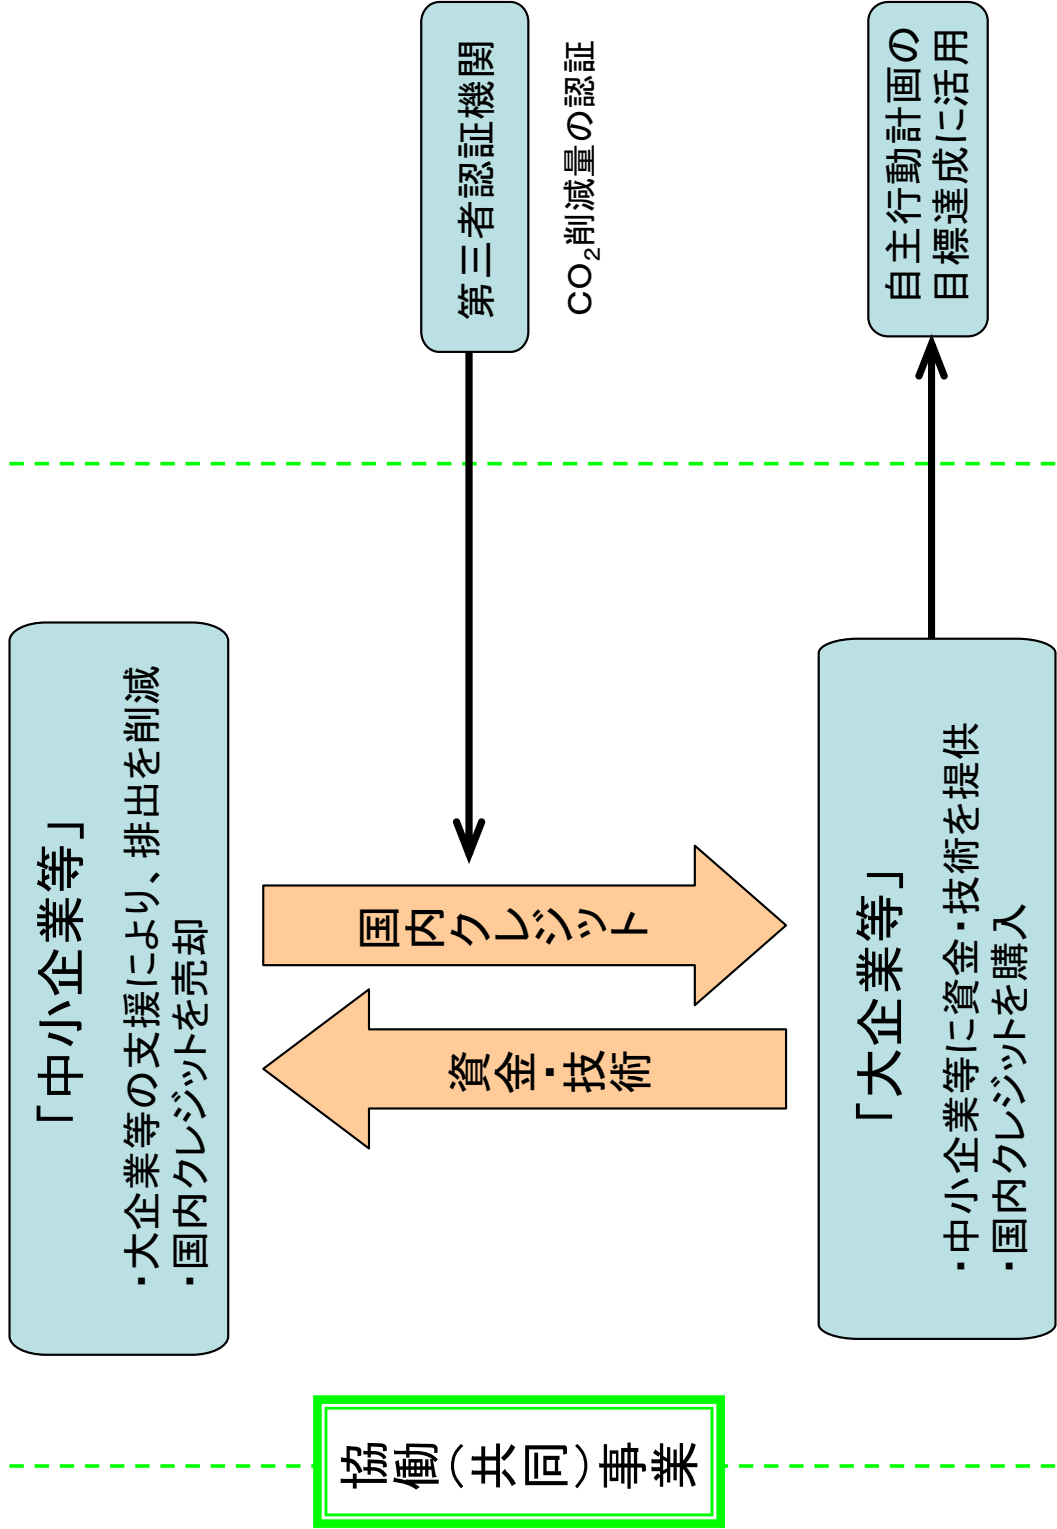 協働(共同)事業
「中小企業等」
・大企業等の支援により、排出を削減
・国内クレジットを売却
国内クレジット
資金・技術
「大企業等」
・中小企業等に資金・技術を提供
・国内クレジットを購入
第三者認証機関
CO₂削減量の認証
自主行動計画の
目標達成に活用